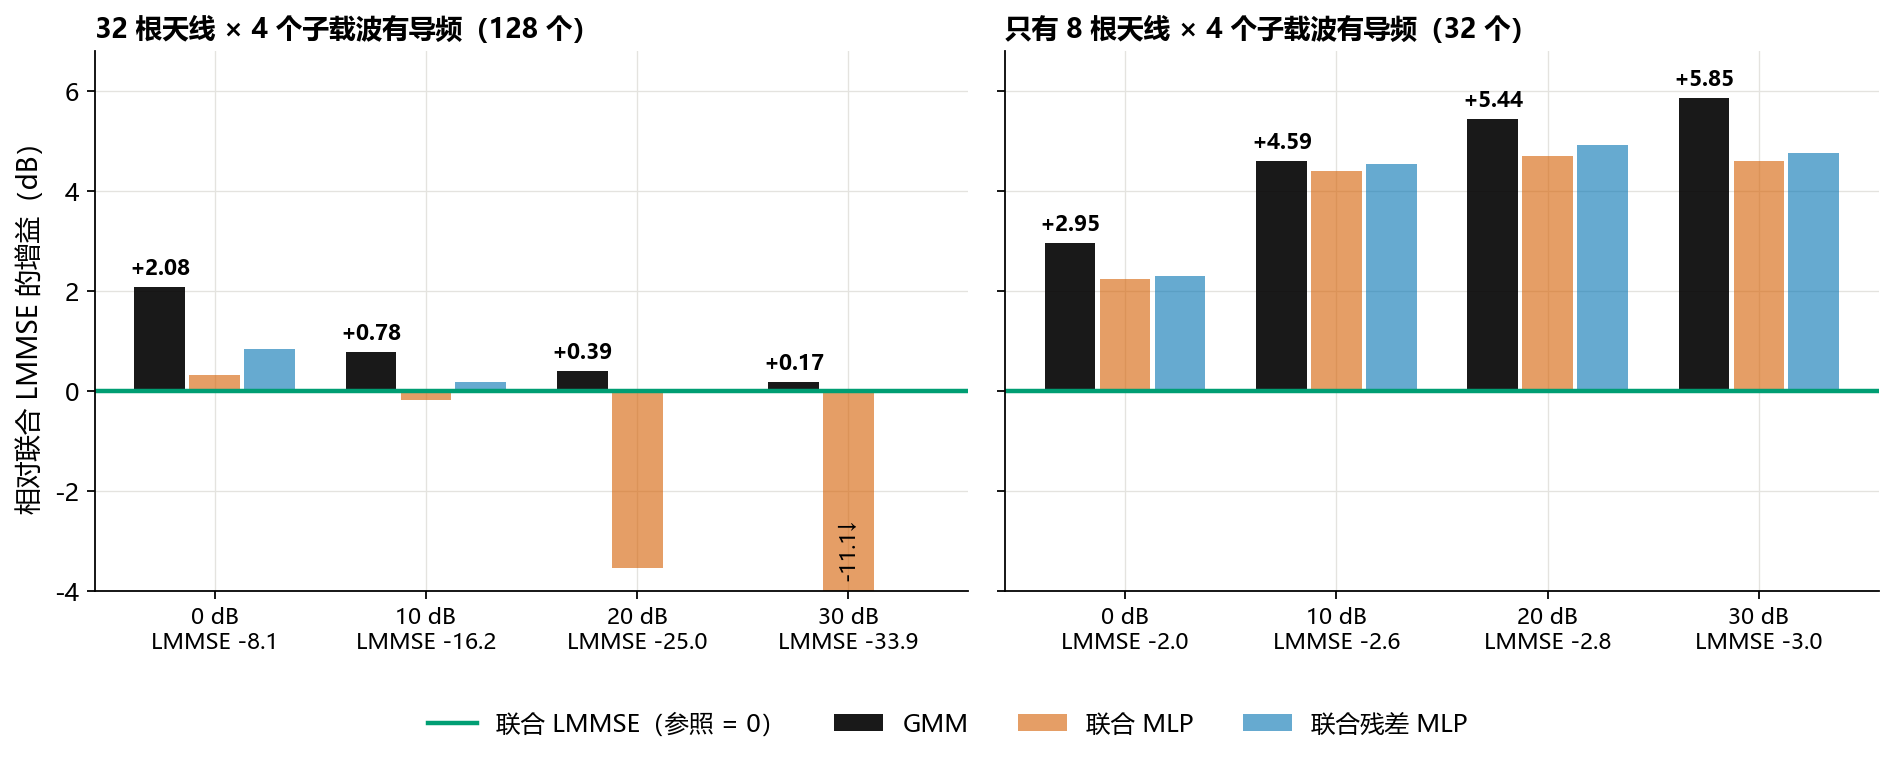 32 根天线 × 4 个子载波有导频（128 个）
只有 8 根天线 × 4 个子载波有导频（32 个）
相对联合 LMMSE 的增益（dB）
6
4
2
0
-2
-4
+2.08
+0.78
+0.39
+0.17
-11.1↓
+2.95
+4.59
+5.44
+5.85
0 dB
LMMSE -8.1
10 dB
LMMSE -16.2
20 dB
LMMSE -25.0
30 dB
LMMSE -33.9
0 dB
LMMSE -2.0
10 dB
LMMSE -2.6
20 dB
LMMSE -2.8
30 dB
LMMSE -3.0
联合 LMMSE（参照 = 0）
GMM
联合 MLP
联合残差 MLP